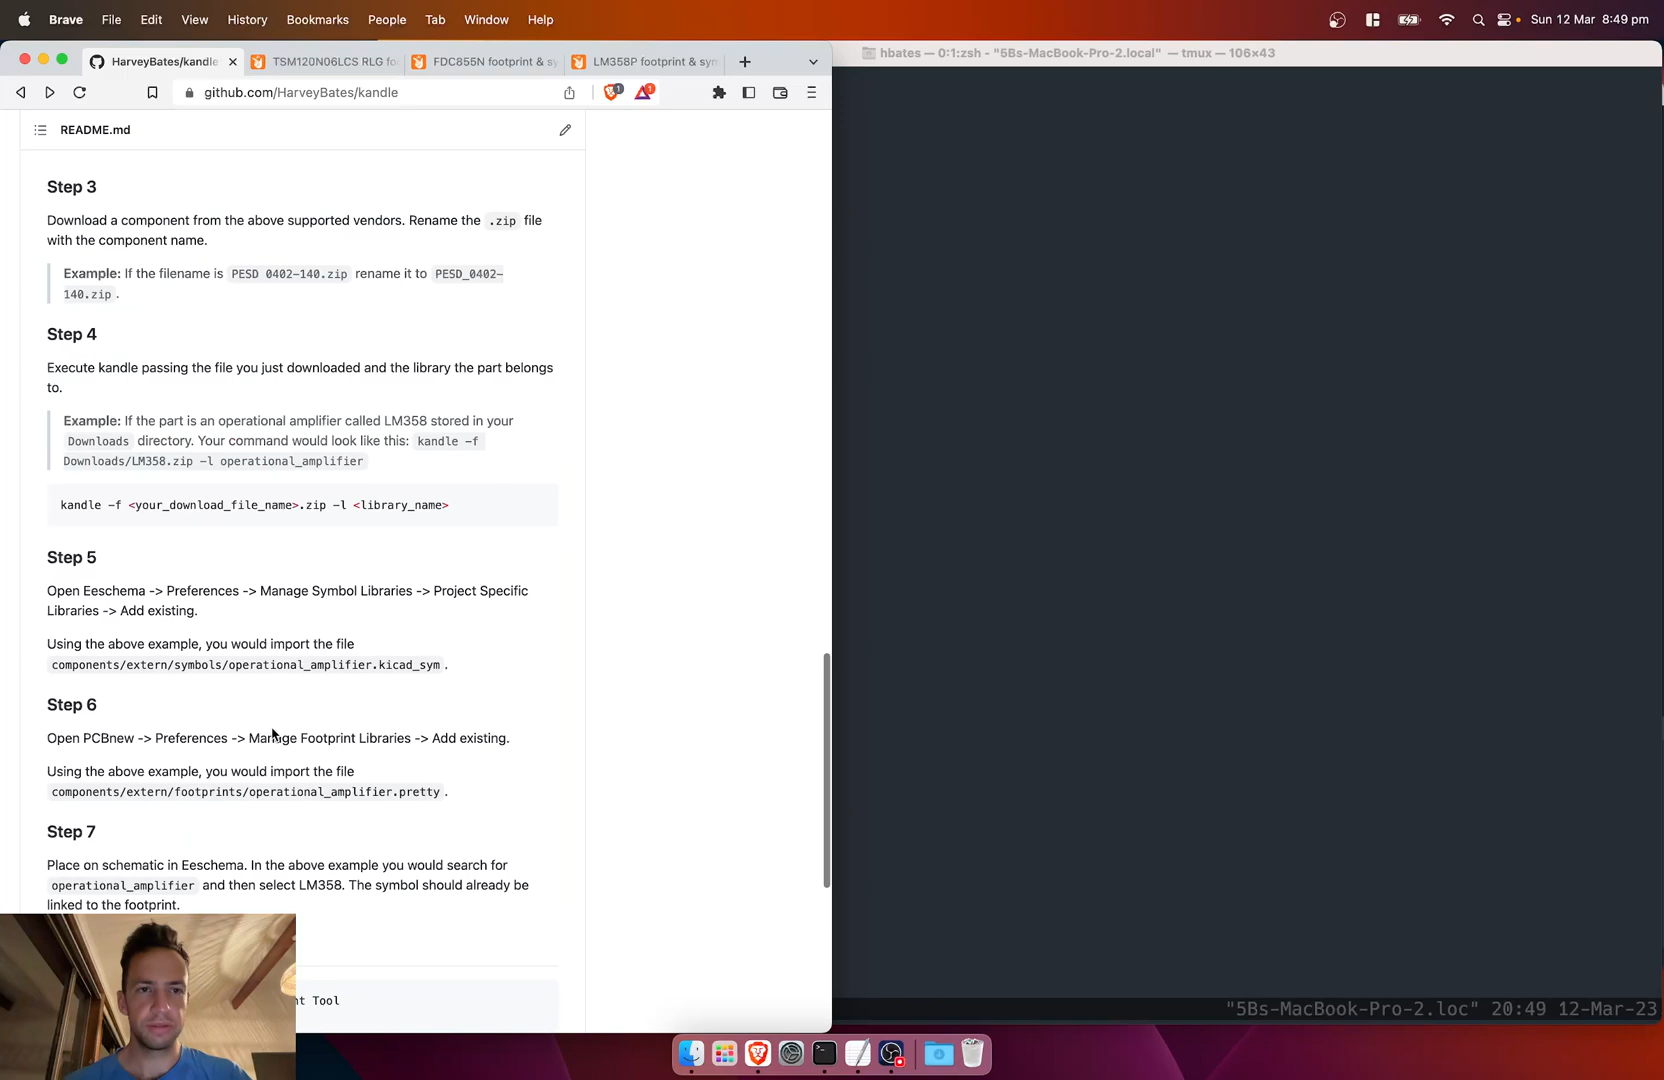 Brave File Edit View History Bookmarks People Tab Window Help Sun 12 Mar 8:49 pm
HarveyBates/kandle TSM120N06LCS RLG fo FDC855N footprint & sy LM358P footprint & sym
hbates — 0:1:zsh - "5Bs-MacBook-Pro-2.local" — tmux — 106×43
github.com/HarveyBates/kandle 1 1
README.md
Step 3
Download a component from the above supported vendors. Rename the .zip file
with the component name.
Example: If the filename is PESD 0402-140.zip rename it to PESD_0402-
140.zip .
Step 4
Execute kandle passing the file you just downloaded and the library the part belongs
to.
Example: If the part is an operational amplifier called LM358 stored in your
Downloads directory. Your command would look like this: kandle -f
Downloads/LM358.zip -l operational_amplifier
kandle -f <your_download_file_name>.zip -l <library_name>
Step 5
Open Eeschema -> Preferences -> Manage Symbol Libraries -> Project Specific
Libraries -> Add existing.
Using the above example, you would import the file
components/extern/symbols/operational_amplifier.kicad_sym .
Step 6
Open PCBnew -> Preferences -> Manage Footprint Libraries -> Add existing.
Using the above example, you would import the file
components/extern/footprints/operational_amplifier.pretty .
Step 7
Place on schematic in Eeschema. In the above example you would search for
operational_amplifier and then select LM358. The symbol should already be
linked to the footprint.
nt Tool
"5Bs-MacBook-Pro-2.loc" 20:49 12-Mar-23